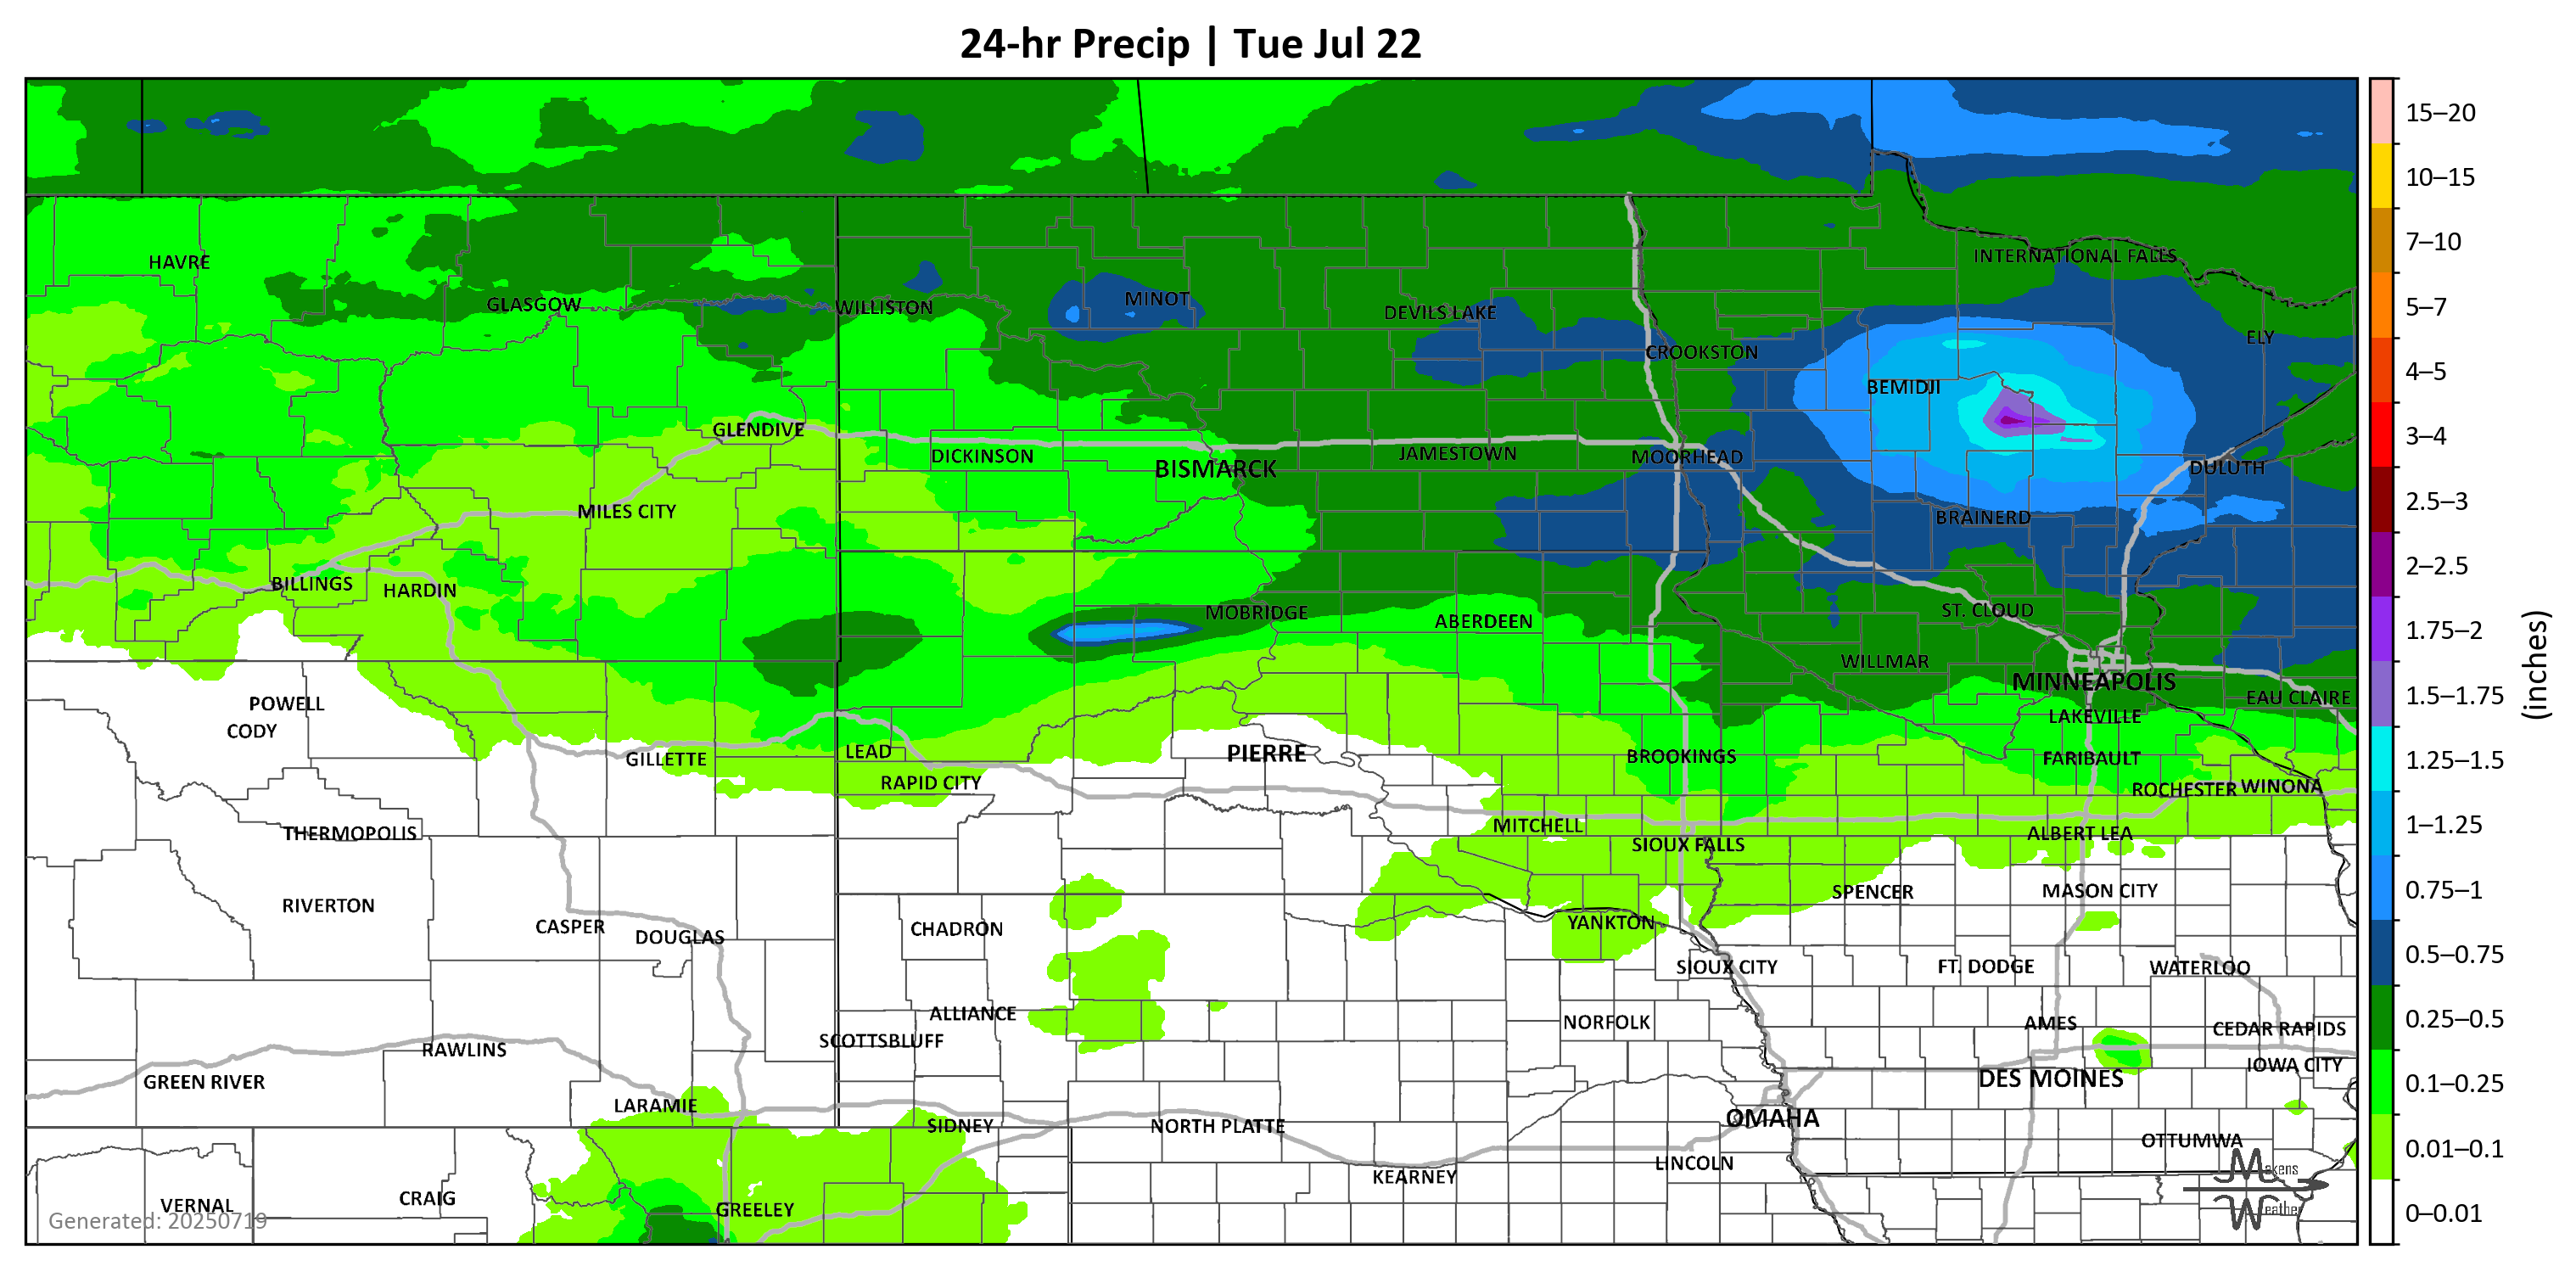 24-hr Precip | Tue Jul 22
15–20
10–15
7–10
5–7
4–5
3–4
2.5–3
2–2.5
1.75–2
1.5–1.75
1.25–1.5
1–1.25
0.75–1
0.5–0.75
0.25–0.5
0.1–0.25
0.01–0.1
0–0.01
(inches)
INTERNATIONAL FALLS
HAVRE
GLASGOW
WILLISTON
MINOT
DEVILS LAKE
ELY
CROOKSTON
BEMIDJI
GLENDIVE
DICKINSON
BISMARCK
JAMESTOWN
MOORHEAD
DULUTH
MILES CITY
BRAINERD
BILLINGS
HARDIN
MOBRIDGE
ABERDEEN
ST. CLOUD
WILLMAR
MINNEAPOLIS
EAU CLAIRE
POWELL
CODY
LAKEVILLE
GILLETTE
LEAD
PIERRE
BROOKINGS
FARIBAULT
RAPID CITY
ROCHESTER
WINONA
THERMOPOLIS
MITCHELL
ALBERT LEA
SIOUX FALLS
SPENCER
MASON CITY
RIVERTON
CASPER
DOUGLAS
CHADRON
YANKTON
SIOUX CITY
FT. DODGE
WATERLOO
ALLIANCE
NORFOLK
AMES
CEDAR RAPIDS
SCOTTSBLUFF
RAWLINS
IOWA CITY
GREEN RIVER
DES MOINES
LARAMIE
SIDNEY
NORTH PLATTE
OMAHA
OTTUMWA
LINCOLN
KEARNEY
VERNAL
CRAIG
GREELEY
Generated: 20250719
Makens
Weather